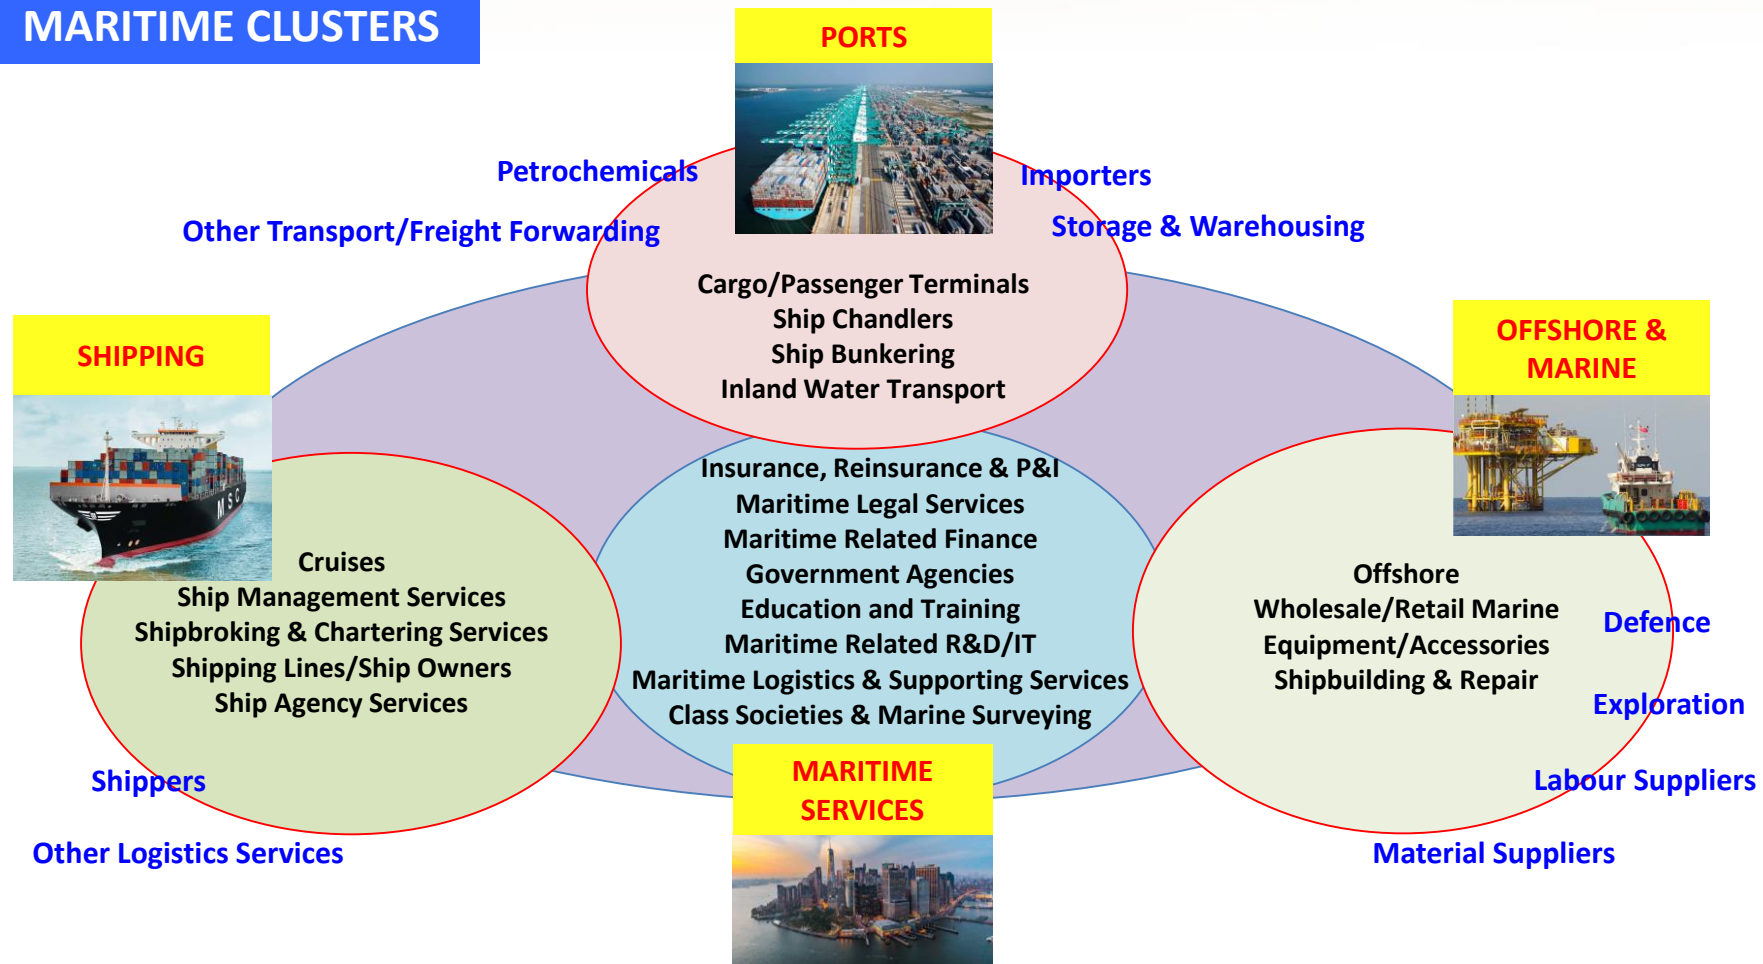 MARITIME CLUSTERS
PORTS
Petrochemicals
Importers
Other Transport/Freight Forwarding
Storage & Warehousing
Cargo/Passenger Terminals
Ship Chandlers
Ship Bunkering
Inland Water Transport
SHIPPING
OFFSHORE &
MARINE
MSC
Insurance, Reinsurance & P&I
Maritime Legal Services
Maritime Related Finance
Government Agencies
Education and Training
Maritime Related R&D/IT
Maritime Logistics & Supporting Services
Class Societies & Marine Surveying
Cruises
Ship Management Services
Shipbroking & Chartering Services
Shipping Lines/Ship Owners
Ship Agency Services
Offshore
Wholesale/Retail Marine
Equipment/Accessories
Shipbuilding & Repair
Defence
Exploration
Shippers
Labour Suppliers
MARITIME
SERVICES
Other Logistics Services
Material Suppliers